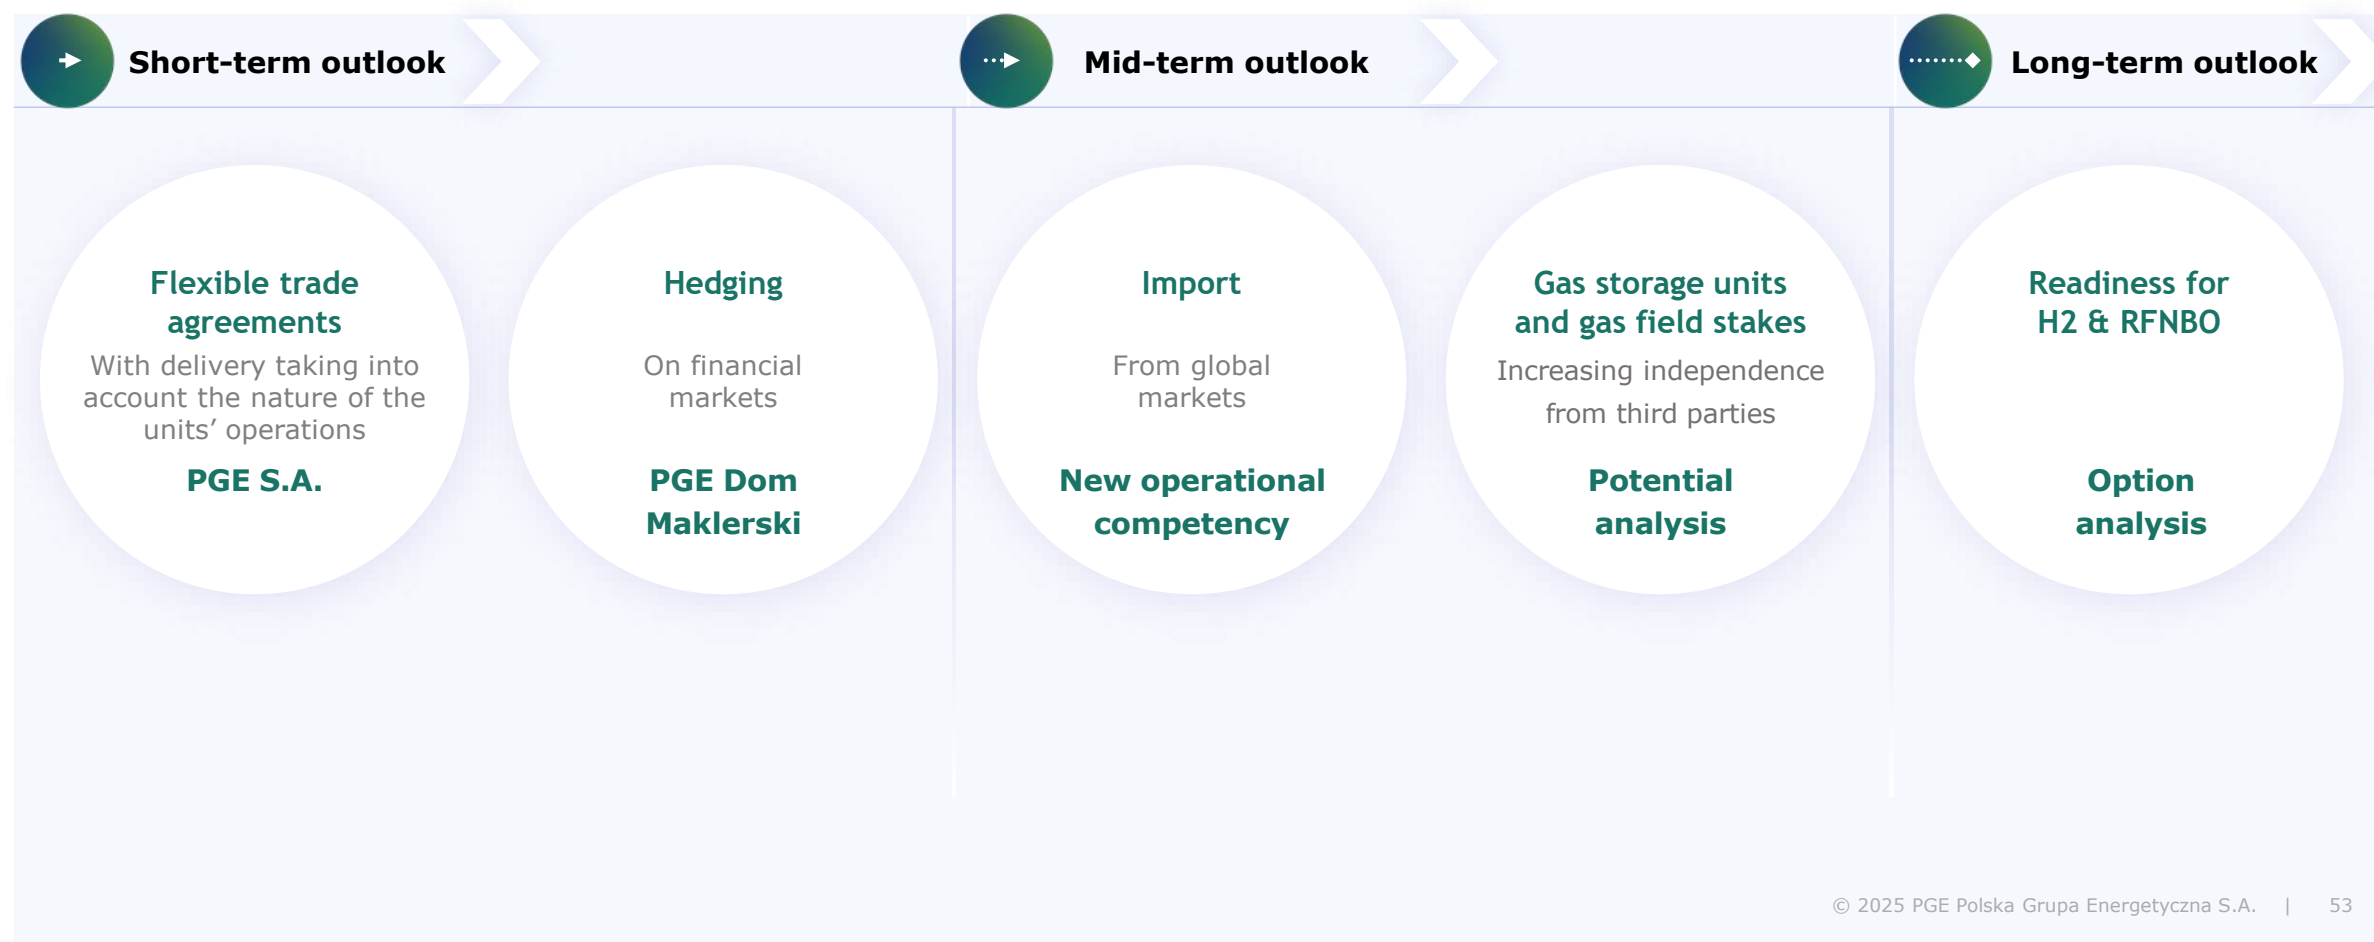 Short-term outlook
Mid-term outlook
Long-term outlook
Flexible trade
agreements
With delivery taking into
account the nature of the
units’ operations
PGE S.A.
Hedging
On financial
markets
PGE Dom
Maklerski
Import
From global
markets
New operational
competency
Gas storage units
and gas field stakes
Increasing independence
from third parties
Potential
analysis
Readiness for
H2 & RFNBO
Option
analysis
© 2025 PGE Polska Grupa Energetyczna S.A. | 53